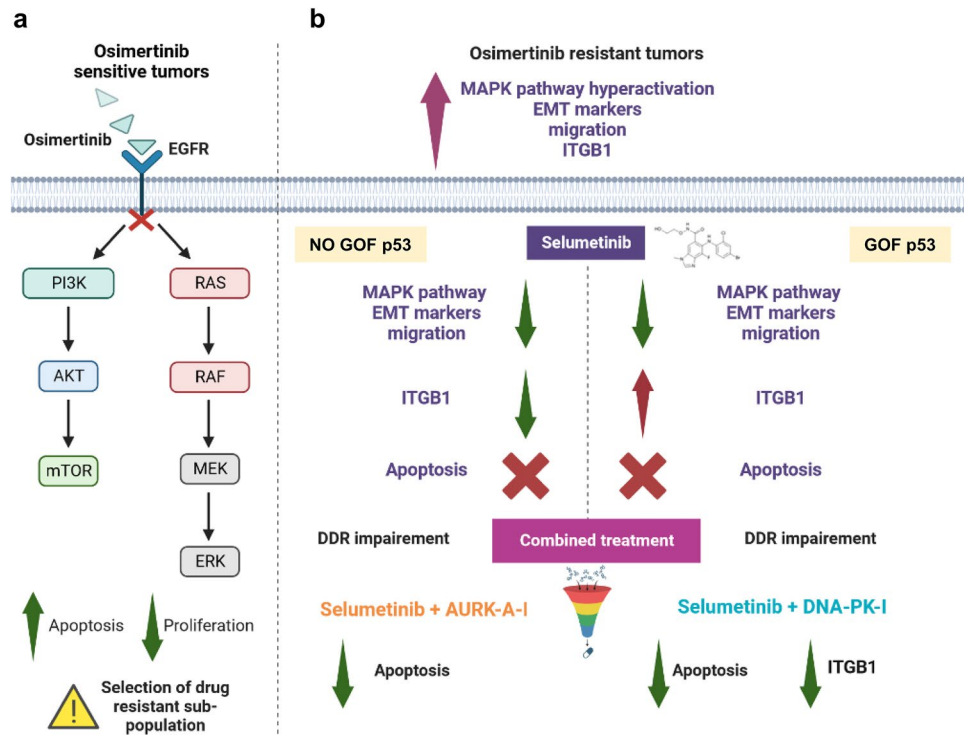 a
Osimertinib
sensitive tumors
Osimertinib
EGFR
PI3K
RAS
AKT
RAF
mTOR
MEK
ERK
Apoptosis
Proliferation
!
Selection of drug
resistant sub-
population
b
Osimertinib resistant tumors
MAPK pathway hyperactivation
EMT markers
migration
ITGB1
NO GOF p53
Selumetinib
GOF p53
MAPK pathway
EMT markers
migration
MAPK pathway
EMT markers
migration
ITGB1
ITGB1
Apoptosis
Apoptosis
DDR impairement
Combined treatment
DDR impairement
Selumetinib + AURK-A-I
Selumetinib + DNA-PK-I
Apoptosis
Apoptosis
ITGB1